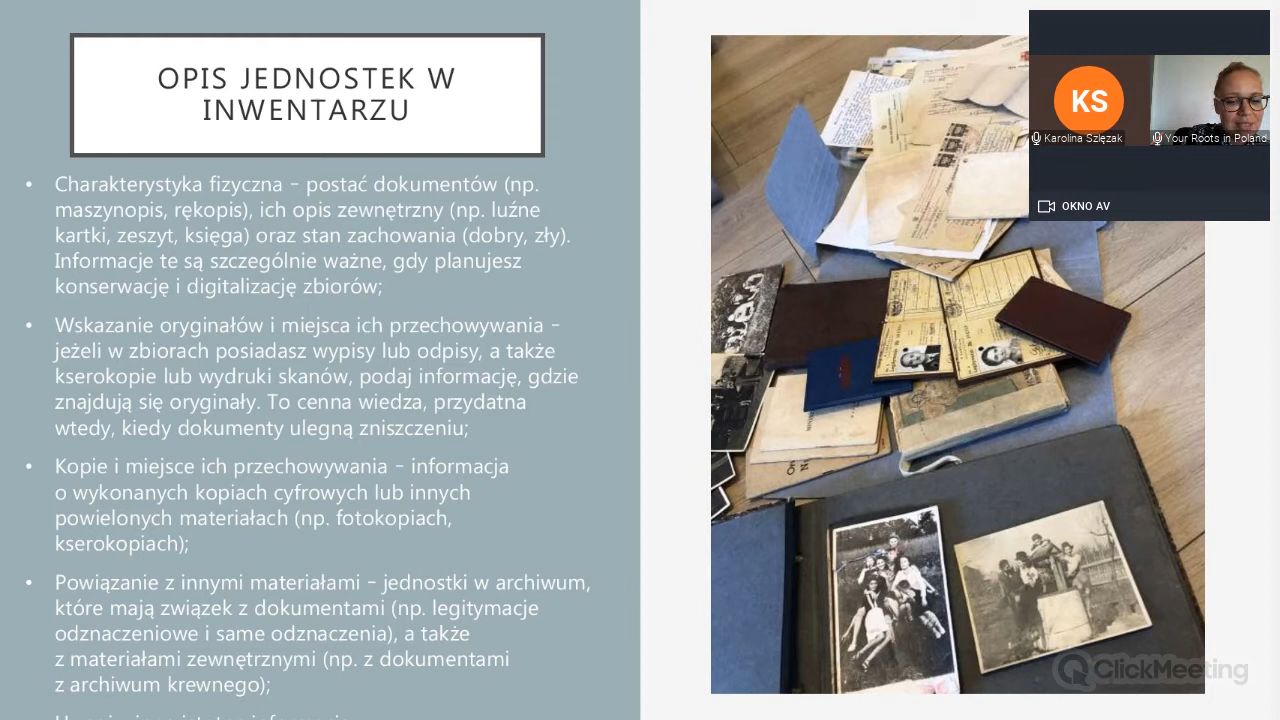 OPIS JEDNOSTEK W
INWENTARZU
• Charakterystyka fizyczna – postać dokumentów (np.
maszynopis, rękopis), ich opis zewnętrzny (np. luźne
kartki, zeszyt, księga) oraz stan zachowania (dobry, zły).
Informacje te są szczególnie ważne, gdy planujesz
konserwację i digitalizację zbiorów;
• Wskazanie oryginałów i miejsca ich przechowywania –
jeżeli w zbiorach posiadasz wypisy lub odpisy, a także
kserokopie lub wydruki skanów, podaj informację, gdzie
znajdują się oryginały. To cenna wiedza, przydatna
wtedy, kiedy dokumenty ulegną zniszczeniu;
• Kopie i miejsce ich przechowywania – informacja
o wykonanych kopiach cyfrowych lub innych
powielonych materiałach (np. fotokopiach,
kserokopiach);
• Powiązanie z innymi materiałami – jednostki w archiwum,
które mają związek z dokumentami (np. legitymacje
odznaczeniowe i same odznaczenia), a także
z materiałami zewnętrznymi (np. z dokumentami
z archiwum krewnego);
KS
Karolina Szlęzak
Your Roots in Poland
OKNO AV
ClickMeeting